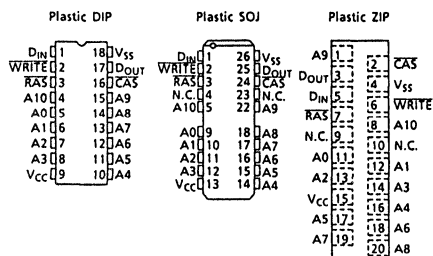 Plastic DIP Plastic SOJ Plastic ZIP
DIN 1 18 VSS
WRITE 2 17 DOUT
RAS 3 16 CAS
A10 4 15 A9
A0 5 14 A8
A1 6 13 A7
A2 7 12 A6
A3 8 11 A5
VCC 9 10 A4
DIN 1 26 VSS
WRITE 2 25 DOUT
RAS 3 24 CAS
N.C. 4 23 N.C.
A10 5 22 A9
A0 9 18 A8
A1 10 17 A7
A2 11 16 A6
A3 12 15 A5
VCC 13 14 A4
A9 1
2 CAS
DOUT 3
4 VSS
DIN 5
6 WRITE
RAS 7
8 A10
N.C. 9
10 N.C.
A0 11
12 A1
A2 13
14 A3
VCC 15
16 A4
A5 17
18 A6
A7 19
20 A8